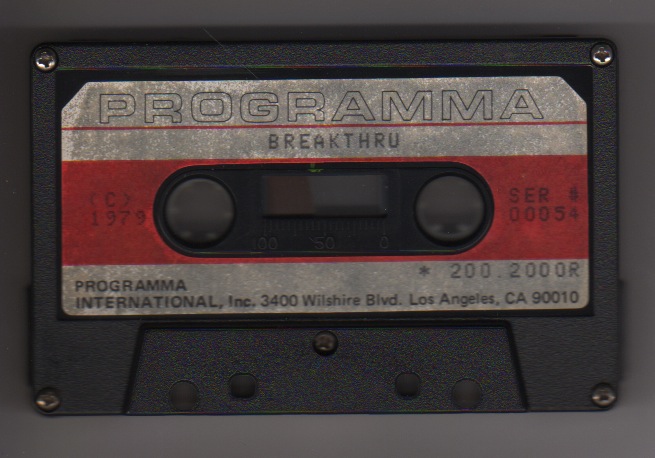 PROGRAMMA
BREAKTHRU
(C)
1979
SER #
00054
100 50 0
* 200.2000R
PROGRAMMA
INTERNATIONAL, Inc. 3400 Wilshire Blvd. Los Angeles, CA 90010